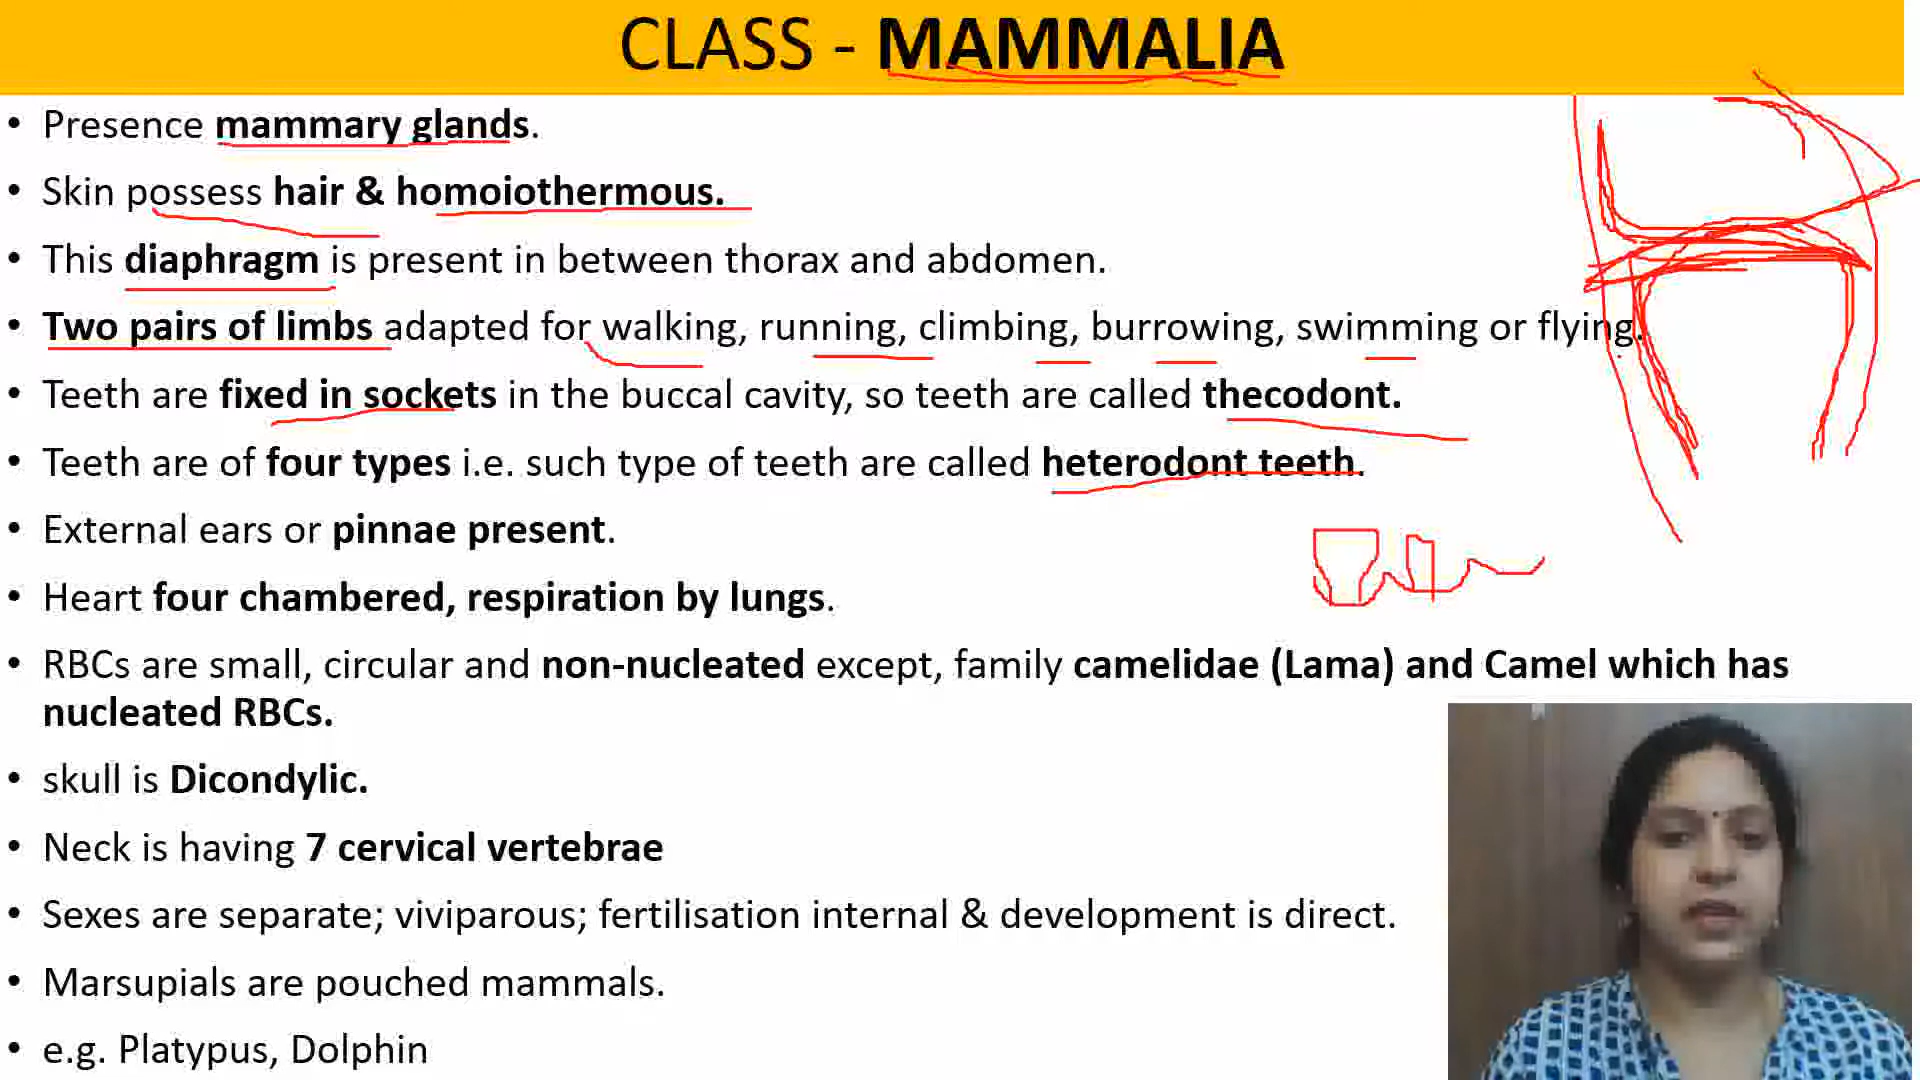 CLASS - MAMMALIA
• Presence mammary glands.
• Skin possess hair & homoiothermous.
• This diaphragm is present in between thorax and abdomen.
• Two pairs of limbs adapted for walking, running, climbing, burrowing, swimming or flying.
• Teeth are fixed in sockets in the buccal cavity, so teeth are called thecodont.
• Teeth are of four types i.e. such type of teeth are called heterodont teeth.
• External ears or pinnae present.
• Heart four chambered, respiration by lungs.
• RBCs are small, circular and non-nucleated except, family camelidae (Lama) and Camel which has
nucleated RBCs.
• skull is Dicondylic.
• Neck is having 7 cervical vertebrae
• Sexes are separate; viviparous; fertilisation internal & development is direct.
• Marsupials are pouched mammals.
• e.g. Platypus, Dolphin